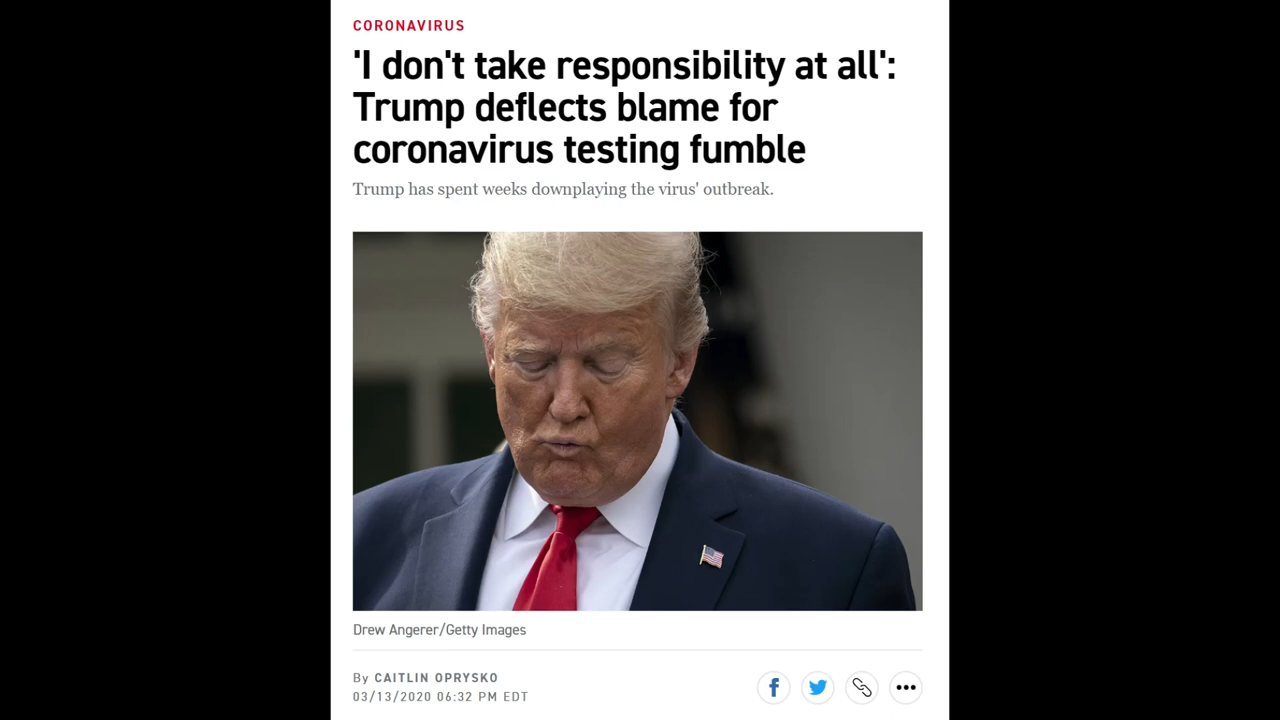 CORONAVIRUS
'I don't take responsibility at all':
Trump deflects blame for
coronavirus testing fumble
Trump has spent weeks downplaying the virus' outbreak.
Drew Angerer/Getty Images
By CAITLIN OPRYSKO
03/13/2020 06:32 PM EDT